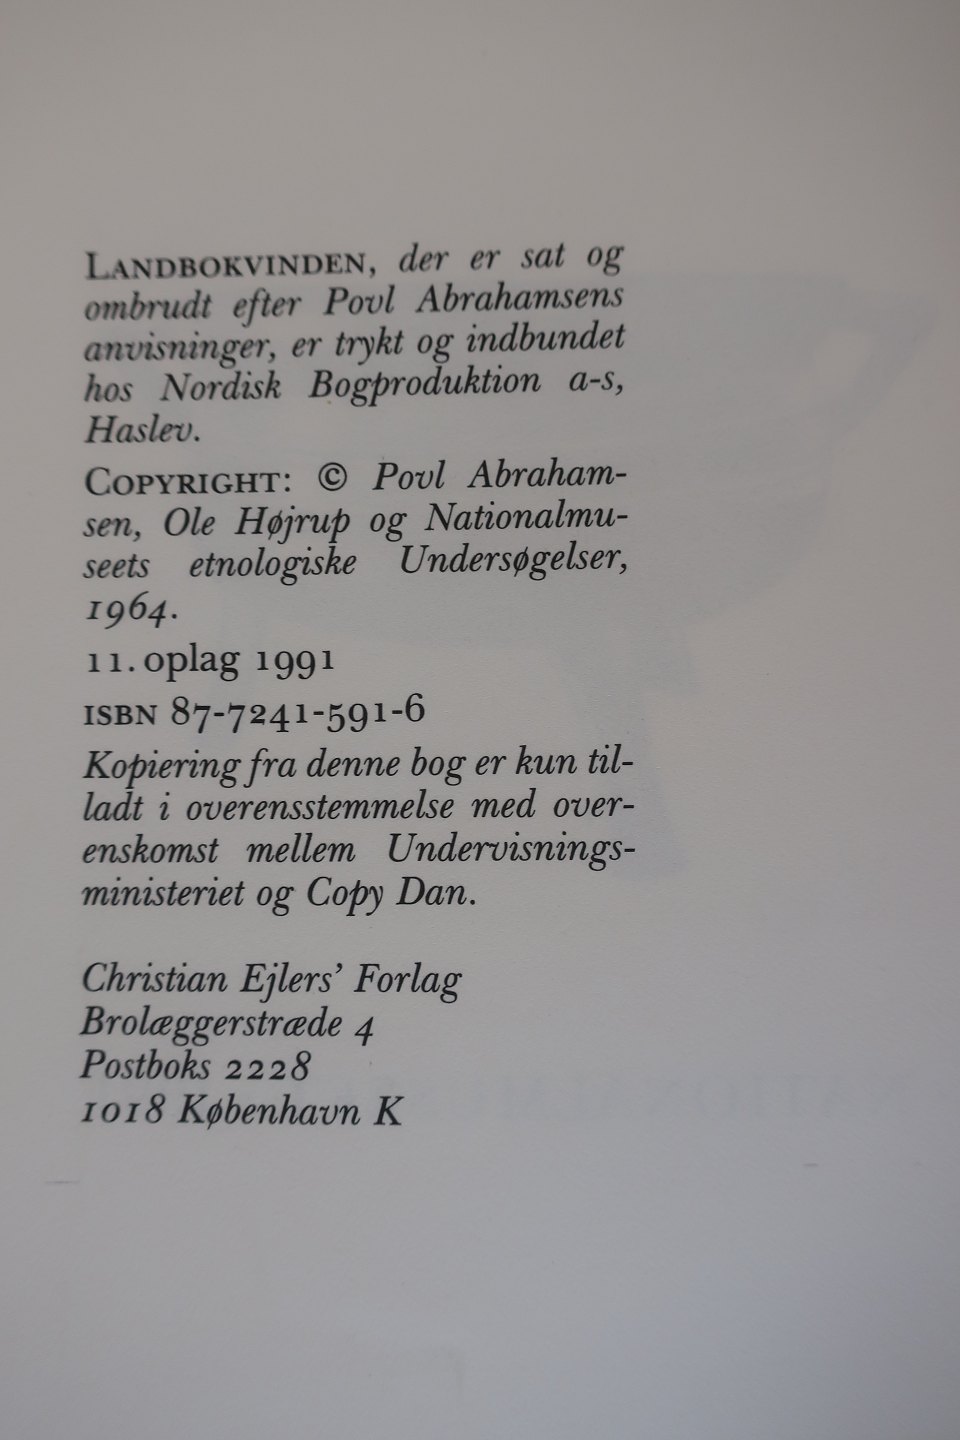 LANDBOKVINDEN, der er sat og
ombrudt efter Povl Abrahamsens
anvisninger, er trykt og indbundet
hos Nordisk Bogproduktion a-s,
Haslev.
COPYRIGHT: © Povl Abraham-
sen, Ole Højrup og Nationalmu-
seets etnologiske Undersøgelser,
1964.
11. oplag 1991
ISBN 87-7241-591-6
Kopiering fra denne bog er kun til-
ladt i overensstemmelse med over-
enskomst mellem Undervisnings-
ministeriet og Copy Dan.
Christian Ejlers’ Forlag
Brolæggerstræde 4
Postboks 2228
1018 København K